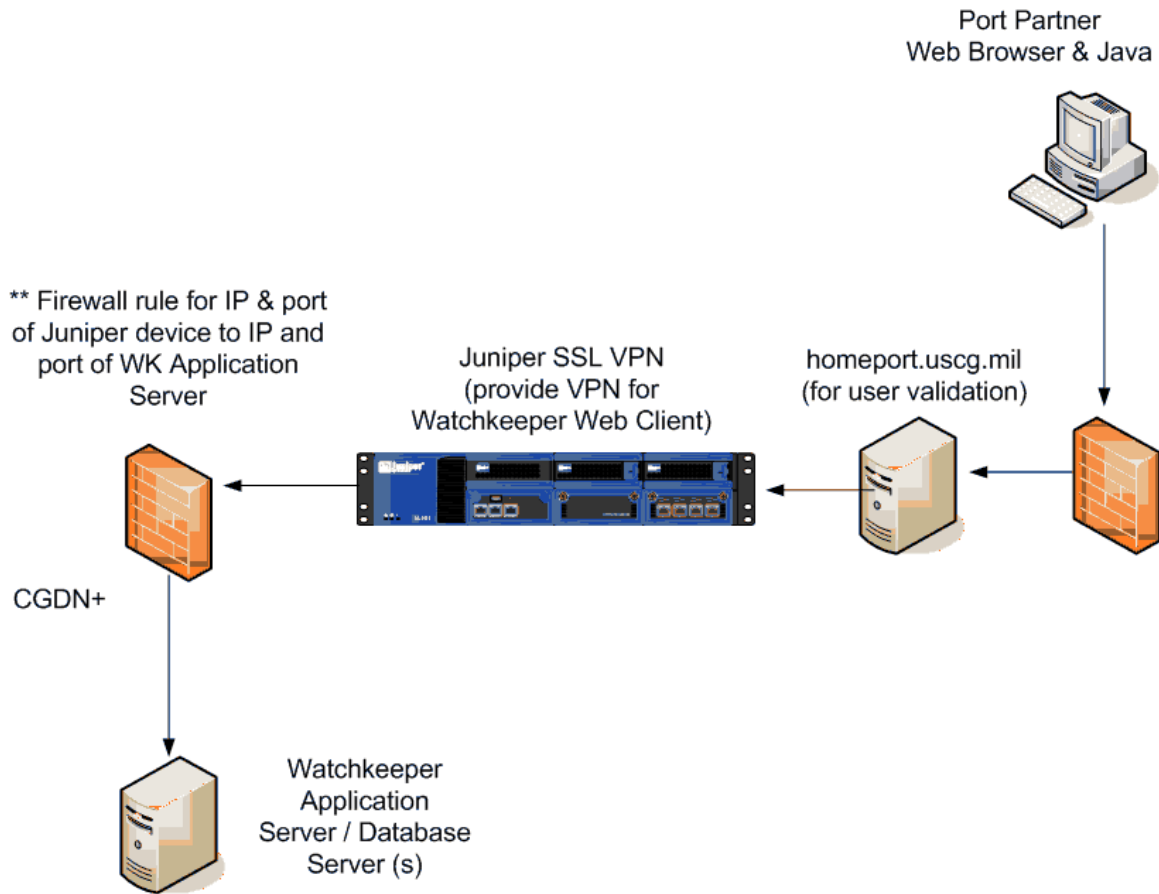 Port Partner
Web Browser & Java
** Firewall rule for IP & port
of Juniper device to IP and
port of WK Application
Server
Juniper SSL VPN
(provide VPN for
Watchkeeper Web Client)
homeport.uscg.mil
(for user validation)
Juniper
CGDN+
Watchkeeper
Application
Server / Database
Server (s)